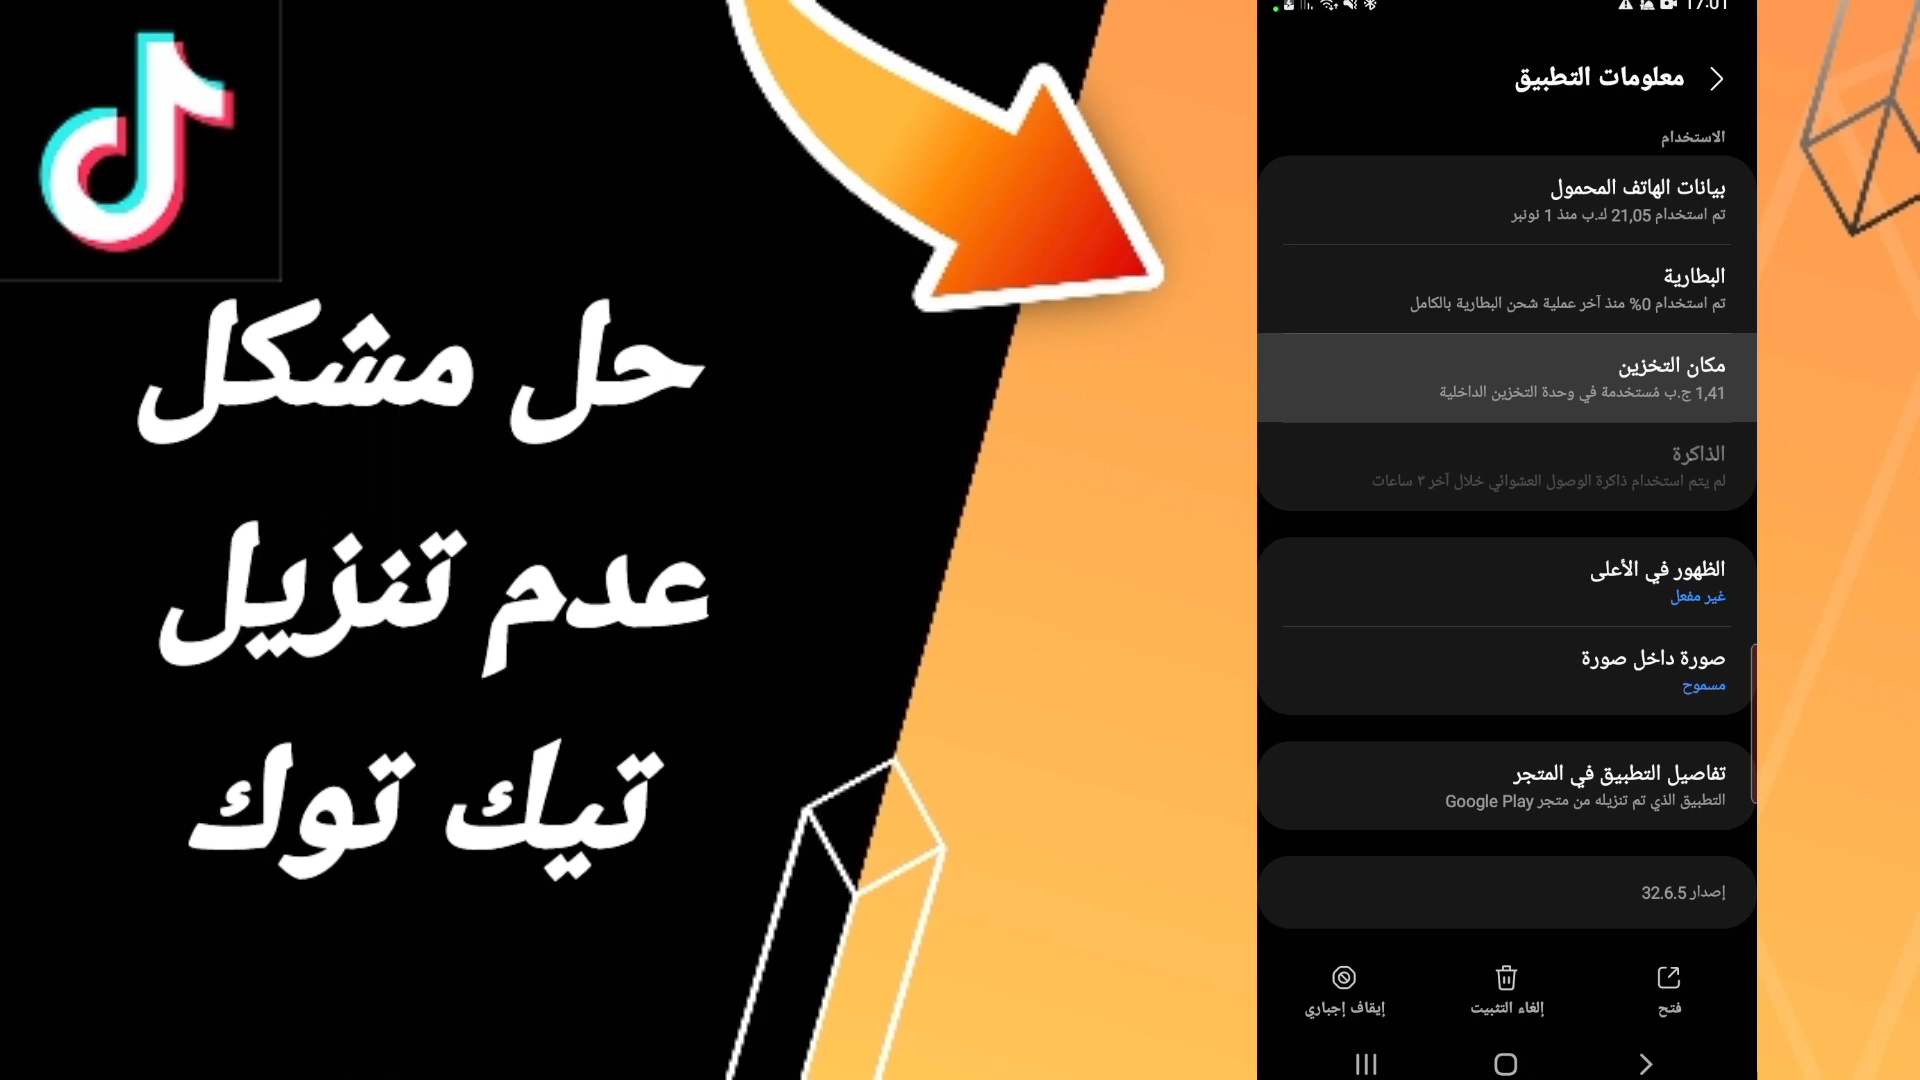 حل مشكل
عدم تنزيل
تيك توك
17:01
معلومات التطبيق
الاستخدام
بيانات الهاتف المحمول
تم استخدام 21,05 ك.ب منذ 1 نونبر
البطارية
تم استخدام 0% منذ آخر عملية شحن البطارية بالكامل
مكان التخزين
1,41 ج.ب مُستخدمة في وحدة التخزين الداخلية
الذاكرة
لم يتم استخدام ذاكرة الوصول العشوائي خلال آخر ٣ ساعات
الظهور في الأعلى
غير مفعل
صورة داخل صورة
مسموح
تفاصيل التطبيق في المتجر
التطبيق الذي تم تنزيله من متجر Google Play
إصدار 32.6.5
فتح
إلغاء التثبيت
إيقاف إجباري